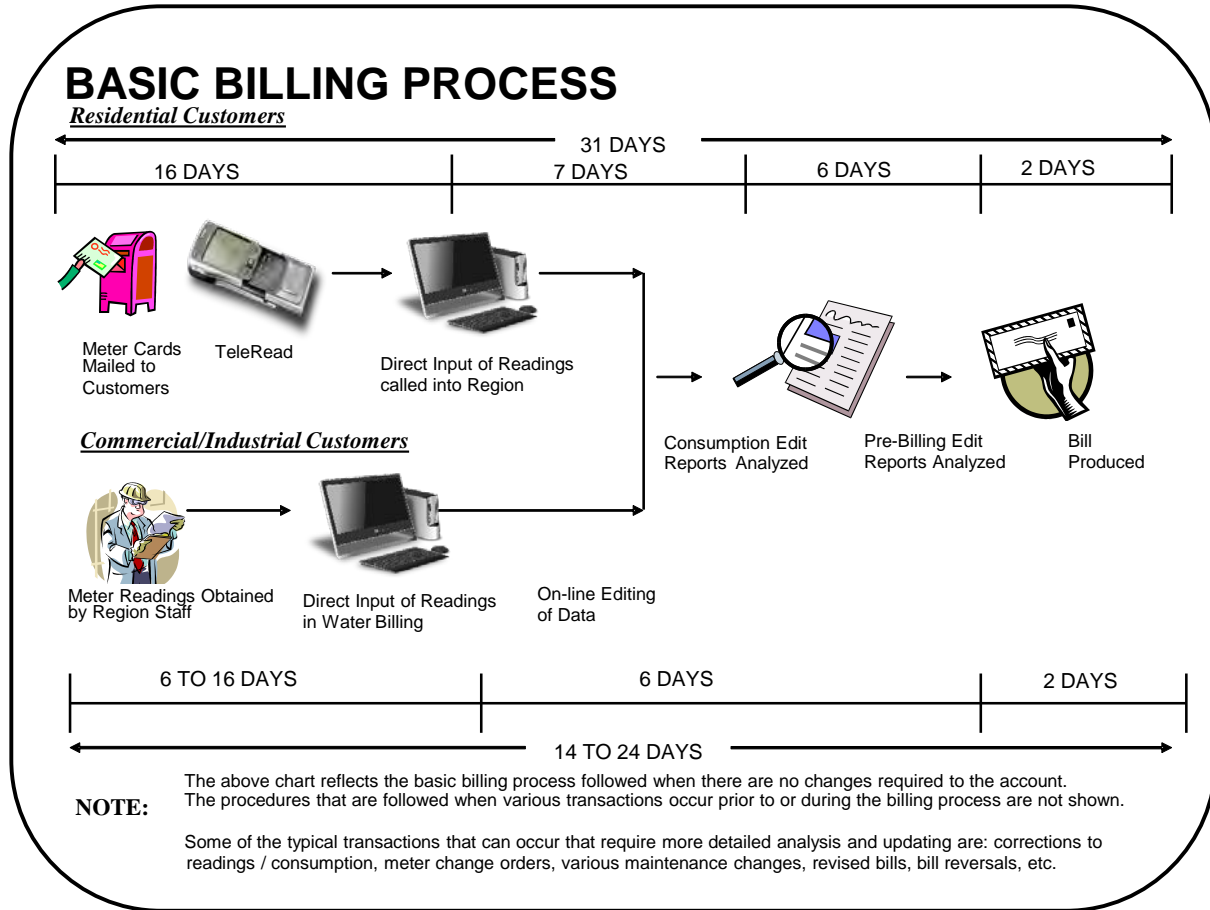 BASIC BILLING PROCESS
Residential Customers
31 DAYS
16 DAYS
7 DAYS
6 DAYS
2 DAYS
Meter Cards
Mailed to
Customers
TeleRead
Direct Input of Readings
called into Region
Commercial/Industrial Customers
Consumption Edit
Reports Analyzed
Pre-Billing Edit
Reports Analyzed
Bill
Produced
Meter Readings Obtained
by Region Staff
Direct Input of Readings
in Water Billing
On-line Editing
of Data
6 TO 16 DAYS
6 DAYS
2 DAYS
14 TO 24 DAYS
NOTE:
The above chart reflects the basic billing process followed when there are no changes required to the account.
The procedures that are followed when various transactions occur prior to or during the billing process are not shown.
Some of the typical transactions that can occur that require more detailed analysis and updating are: corrections to
readings / consumption, meter change orders, various maintenance changes, revised bills, bill reversals, etc.